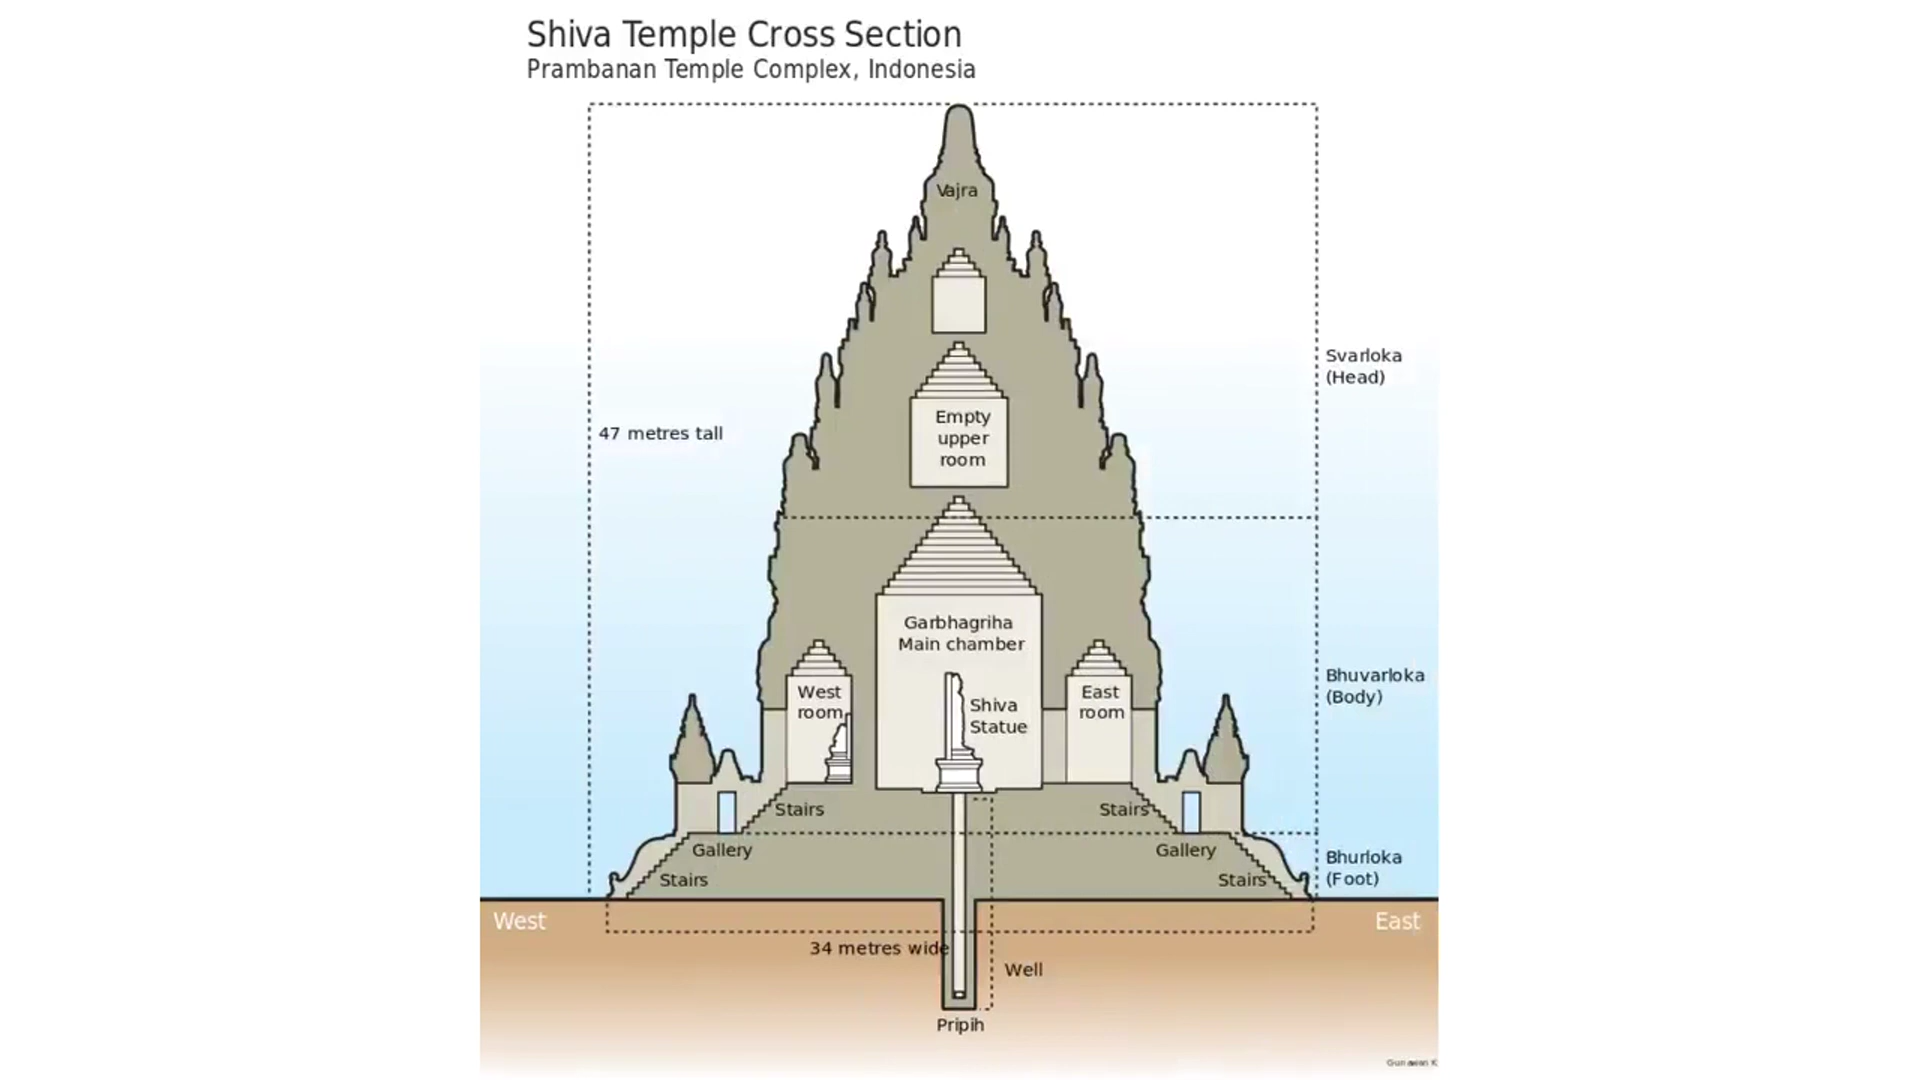 Shiva Temple Cross Section
Prambanan Temple Complex, Indonesia
Vajra
Svarloka
(Head)
47 metres tall
Empty
upper
room
Garbhagriha
Main chamber
West
room
Shiva
Statue
East
room
Bhuvarloka
(Body)
Stairs
Stairs
Gallery
Gallery
Stairs
Stairs
Bhurloka
(Foot)
West
East
34 metres wide
Well
Pripih